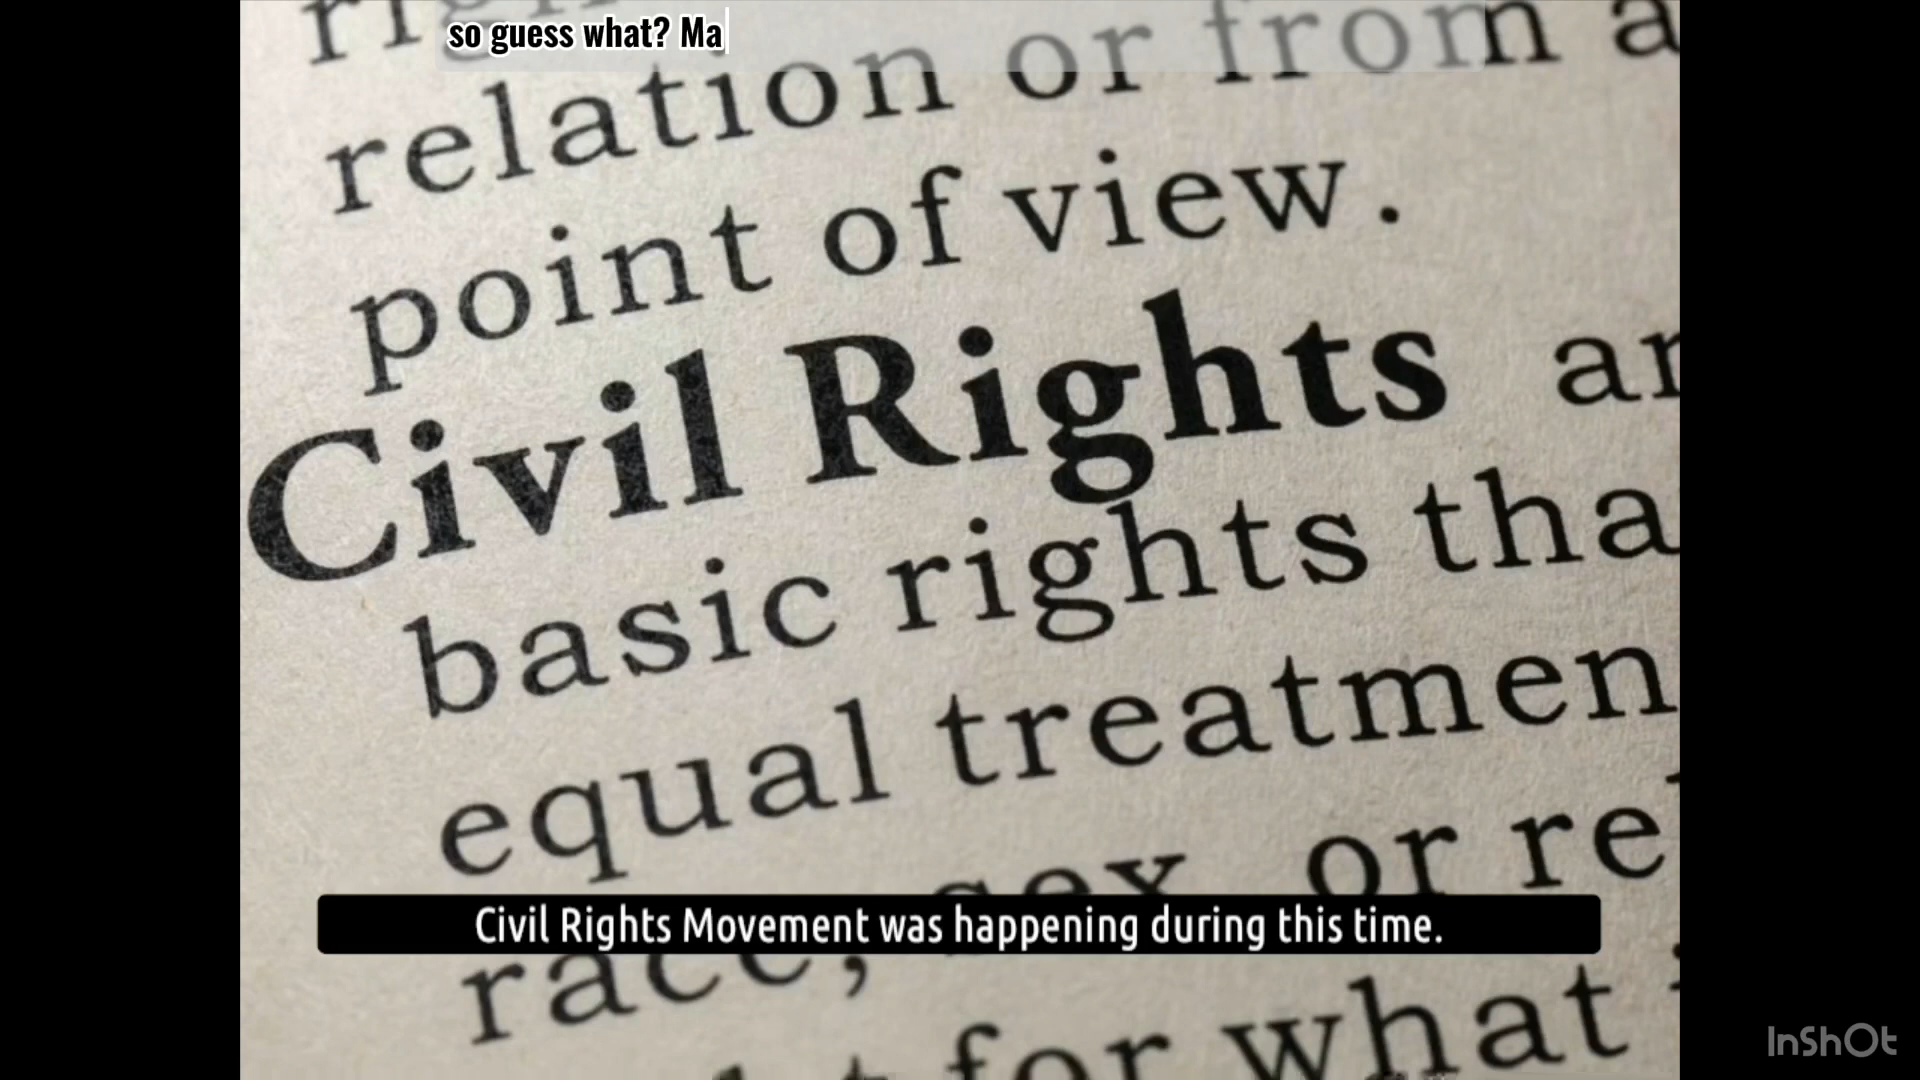 so guess what? Ma
relation or from a
point of view.
Civil Rights ar
basic rights tha
equal treatmen
sex or re
Civil Rights Movement was happening during this time.
race,
for what
InShOt